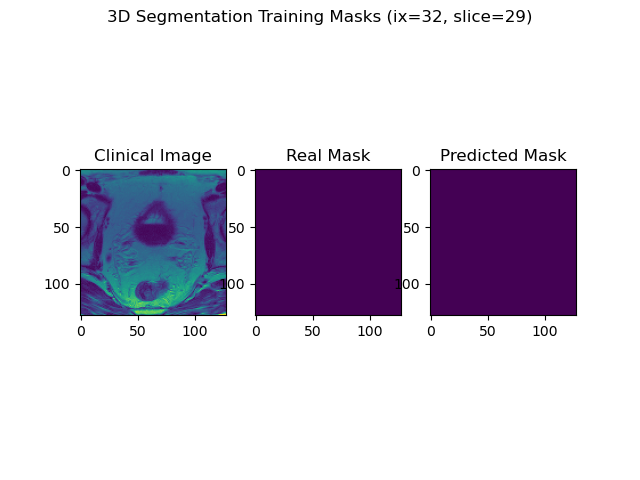 3D Segmentation Training Masks (ix=32, slice=29)
Clinical Image Real Mask Predicted Mask
0 0 0
50 50 50
100 100 100
0 50 100 0 50 100 0 50 100